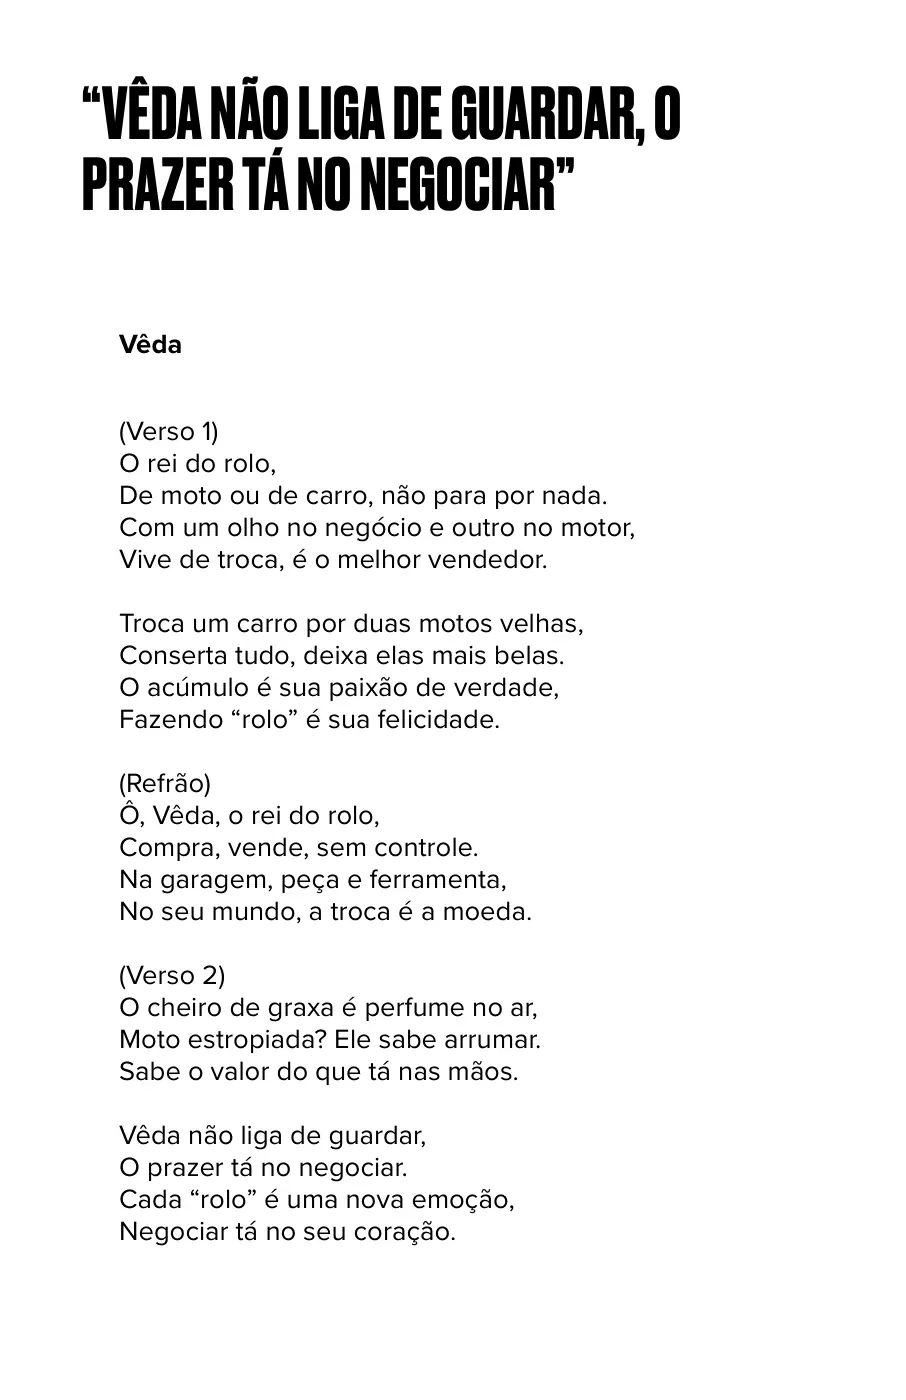 “VÊDA NÃO LIGA DE GUARDAR, O
PRAZER TÁ NO NEGOCIAR”
Vêda
(Verso 1)
O rei do rolo,
De moto ou de carro, não para por nada.
Com um olho no negócio e outro no motor,
Vive de troca, é o melhor vendedor.
Troca um carro por duas motos velhas,
Conserta tudo, deixa elas mais belas.
O acúmulo é sua paixão de verdade,
Fazendo “rolo” é sua felicidade.
(Refrão)
Ô, Vêda, o rei do rolo,
Compra, vende, sem controle.
Na garagem, peça e ferramenta,
No seu mundo, a troca é a moeda.
(Verso 2)
O cheiro de graxa é perfume no ar,
Moto estropiada? Ele sabe arrumar.
Sabe o valor do que tá nas mãos.
Vêda não liga de guardar,
O prazer tá no negociar.
Cada “rolo” é uma nova emoção,
Negociar tá no seu coração.